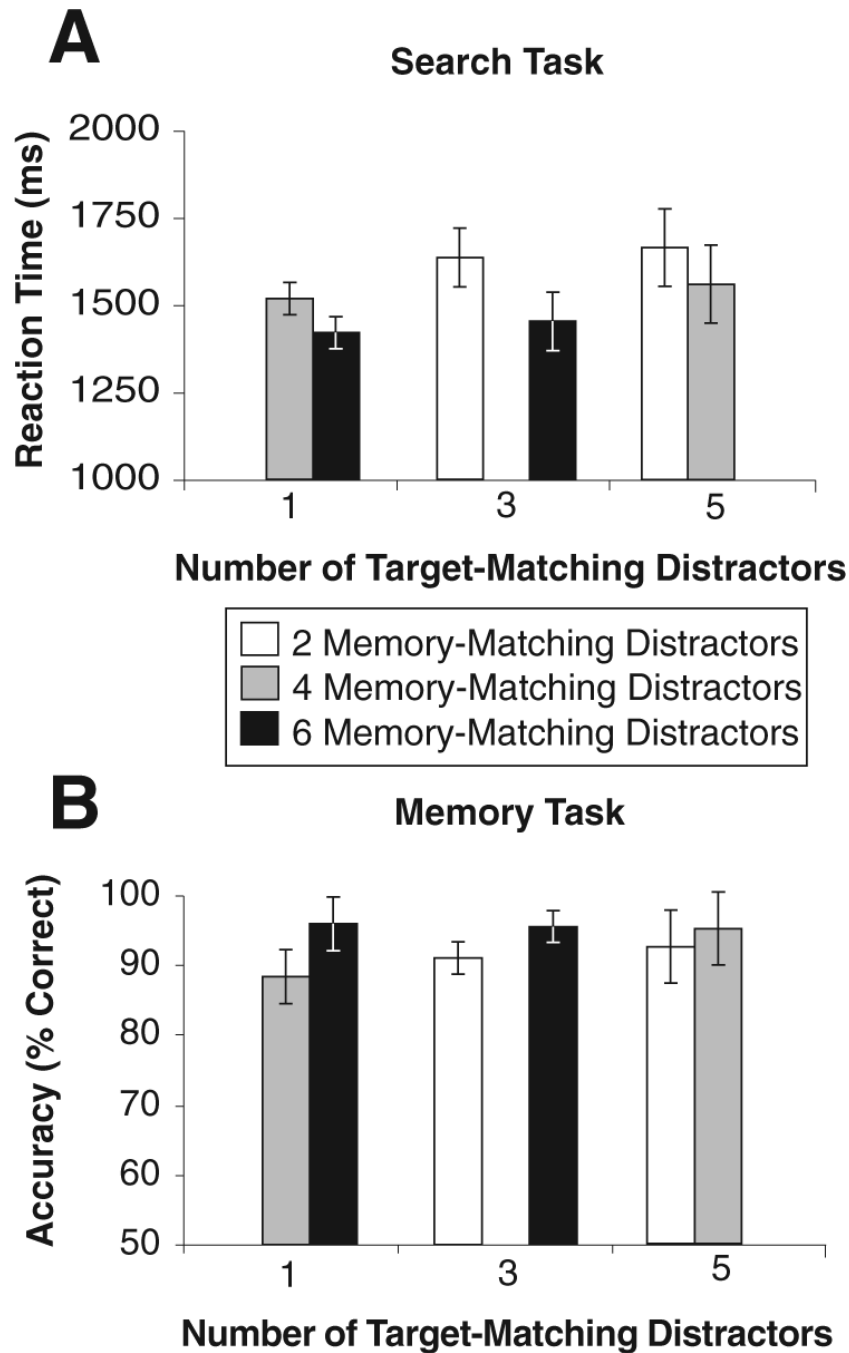 A
Search Task
Reaction Time (ms)
2000
1750
1500
1250
1000
1
3
5
Number of Target-Matching Distractors
2 Memory-Matching Distractors
4 Memory-Matching Distractors
6 Memory-Matching Distractors
B
Memory Task
Accuracy (% Correct)
100
90
80
70
60
50
1
3
5
Number of Target-Matching Distractors